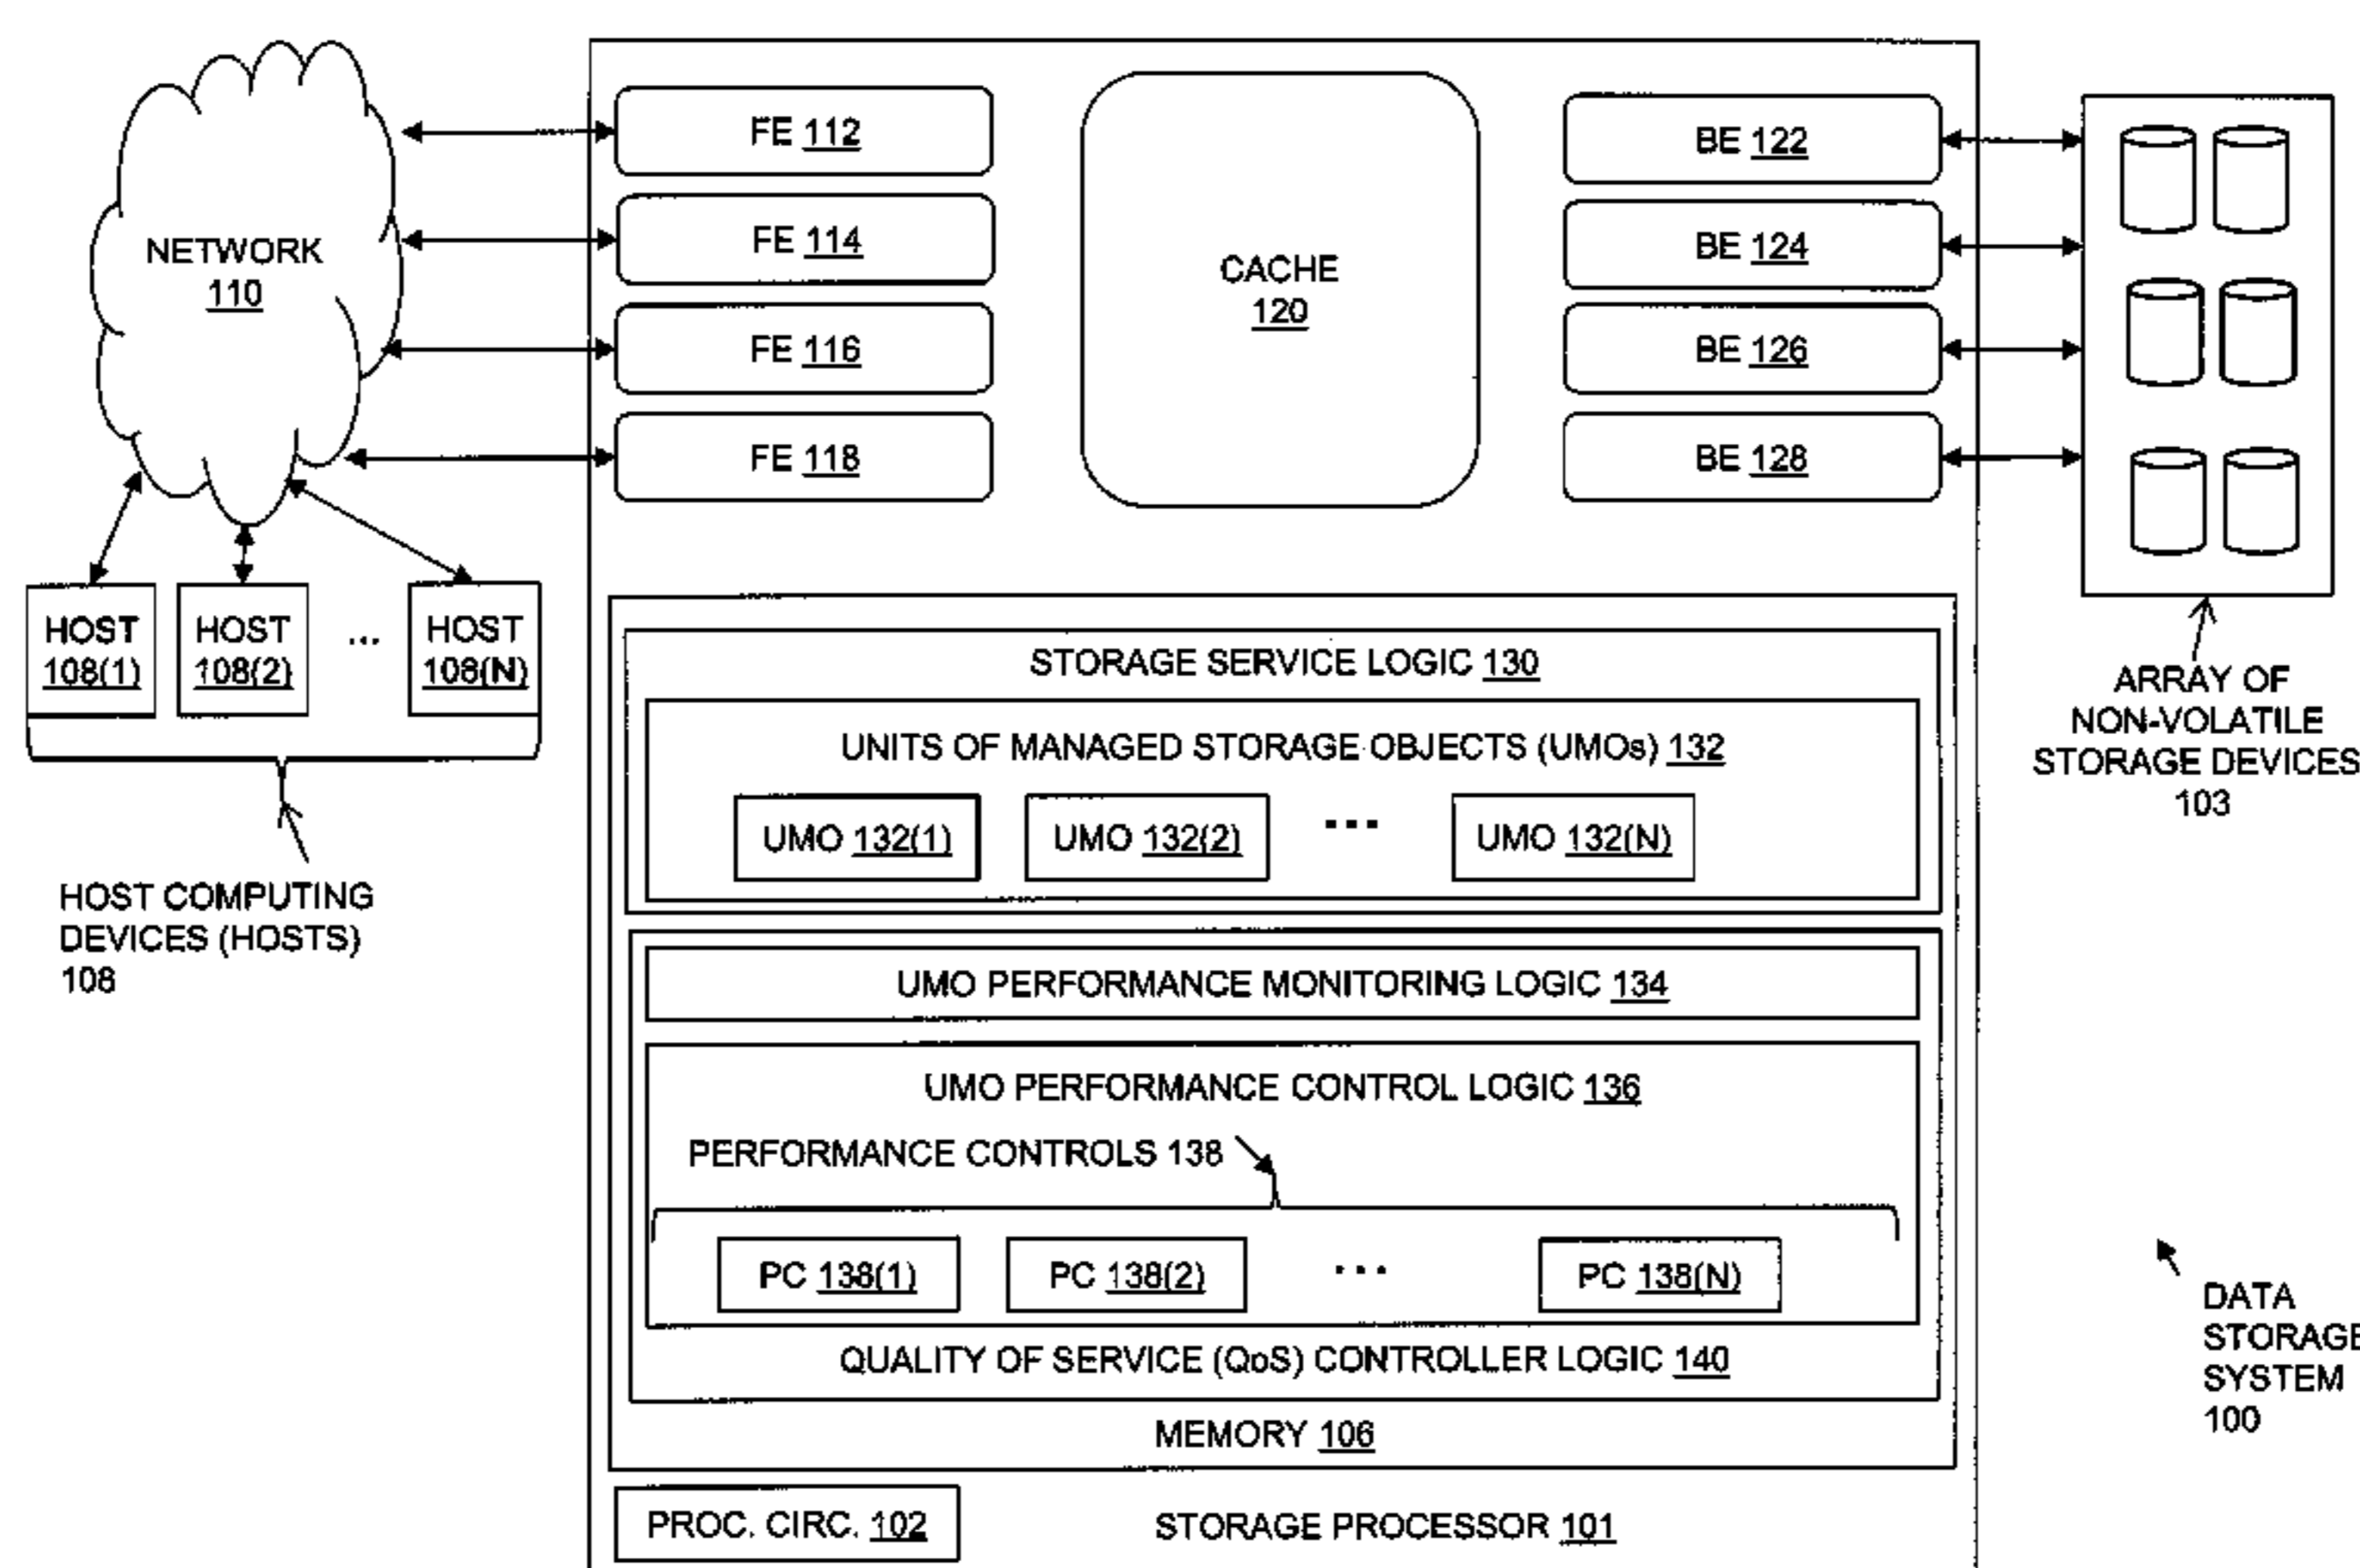 NETWORK
110
FE 112
FE 114
FE 116
FE 118
CACHE
120
BE 122
BE 124
BE 126
BE 128
HOST
108(1)
HOST
108(2)
...
HOST
108(N)
HOST COMPUTING
DEVICES (HOSTS)
108
ARRAY OF
NON-VOLATILE
STORAGE DEVICES
103
STORAGE SERVICE LOGIC 130
UNITS OF MANAGED STORAGE OBJECTS (UMOs) 132
UMO 132(1)
UMO 132(2)
...
UMO 132(N)
UMO PERFORMANCE MONITORING LOGIC 134
UMO PERFORMANCE CONTROL LOGIC 136
PERFORMANCE CONTROLS 138
PC 138(1)
PC 138(2)
...
PC 138(N)
QUALITY OF SERVICE (QoS) CONTROLLER LOGIC 140
MEMORY 106
PROC. CIRC. 102
STORAGE PROCESSOR 101
DATA
STORAGE
SYSTEM
100